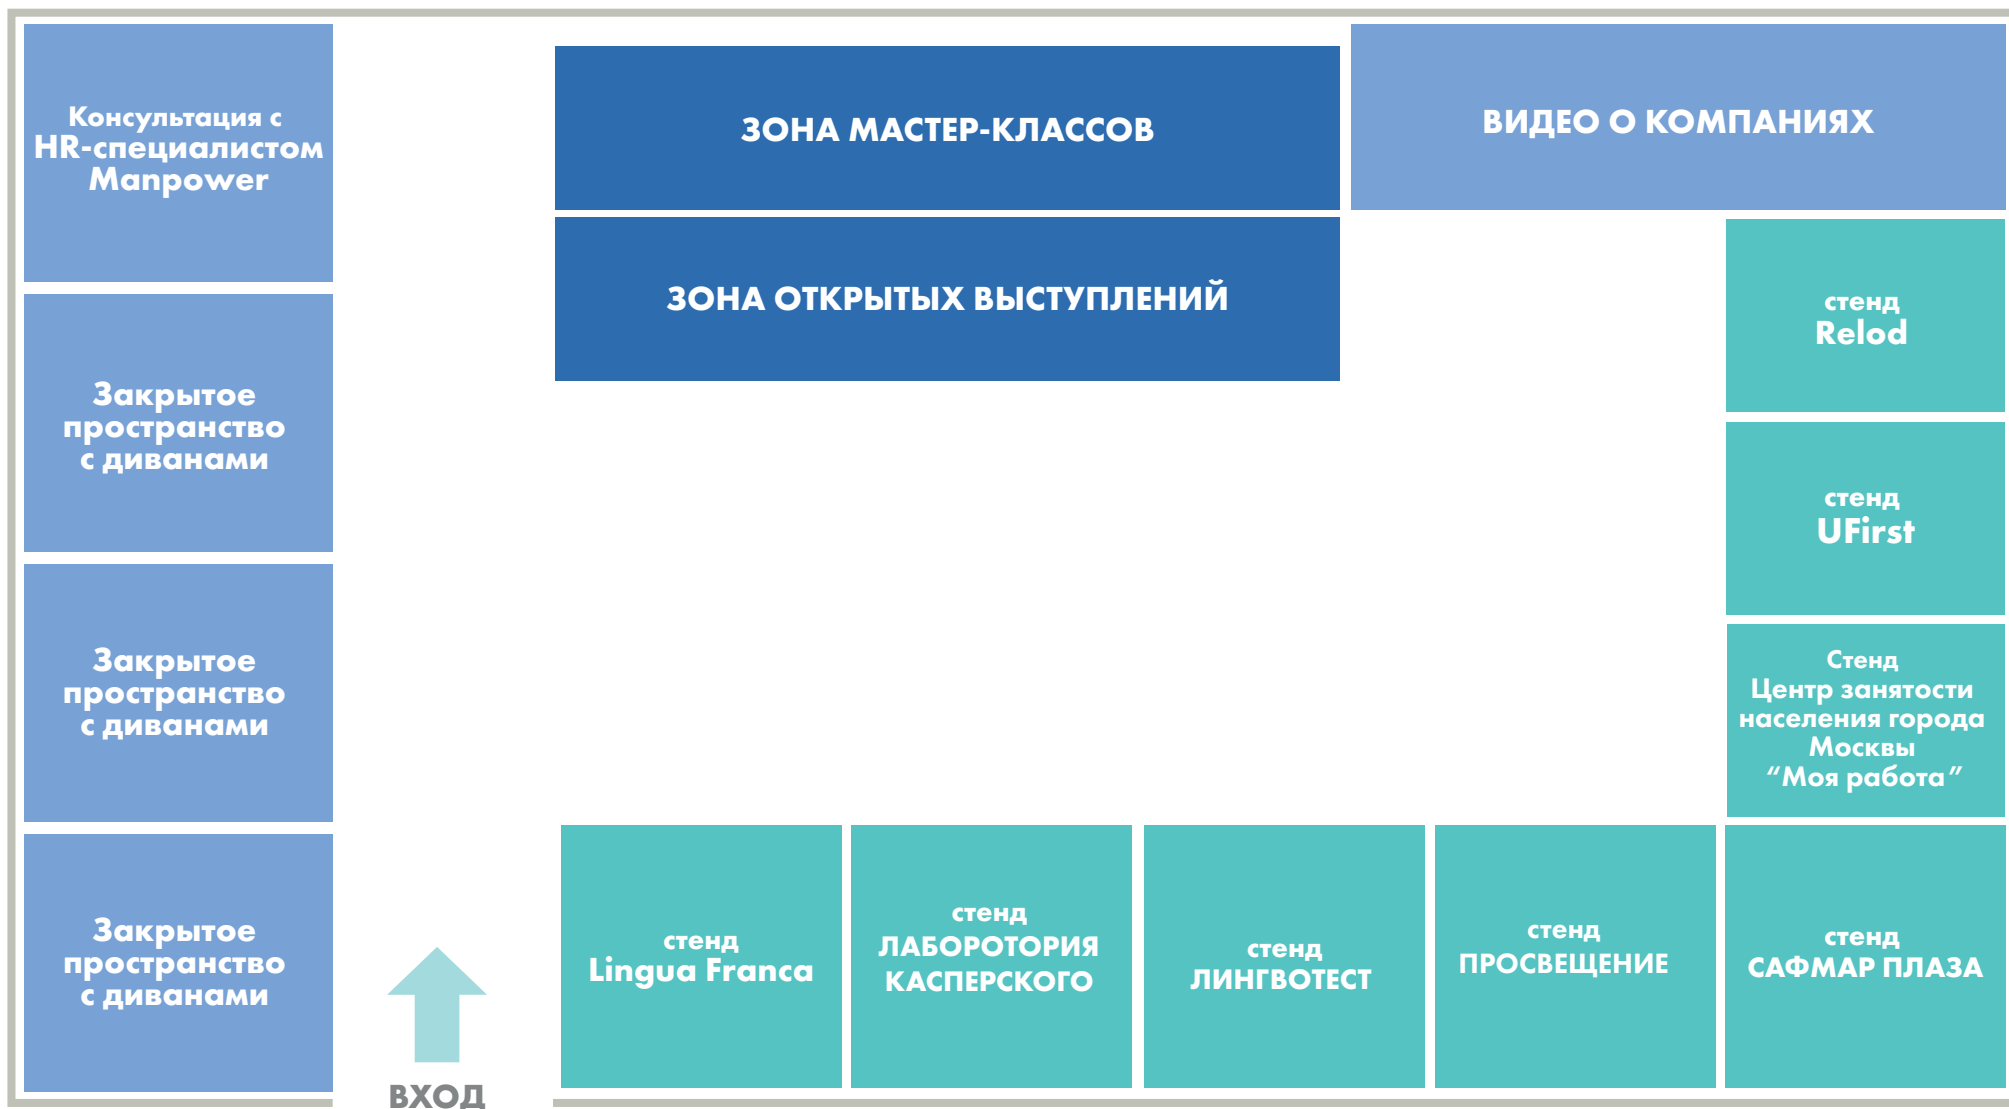 Консультация с
HR-специалистом
Manpower
ЗОНА МАСТЕР-КЛАССОВ
ВИДЕО О КОМПАНИЯХ
ЗОНА ОТКРЫТЫХ ВЫСТУПЛЕНИЙ
стенд
Relod
Закрытое
пространство
с диванами
стенд
UFirst
Закрытое
пространство
с диванами
Стенд
Центр занятости
населения города
Москвы
“Моя работа”
Закрытое
пространство
с диванами
ВХОД
стенд
Lingua Franca
стенд
ЛАБОРОТОРИЯ
КАСПЕРСКОГО
стенд
ЛИНГВОТЕСТ
стенд
ПРОСВЕЩЕНИЕ
стенд
САФМАР ПЛАЗА